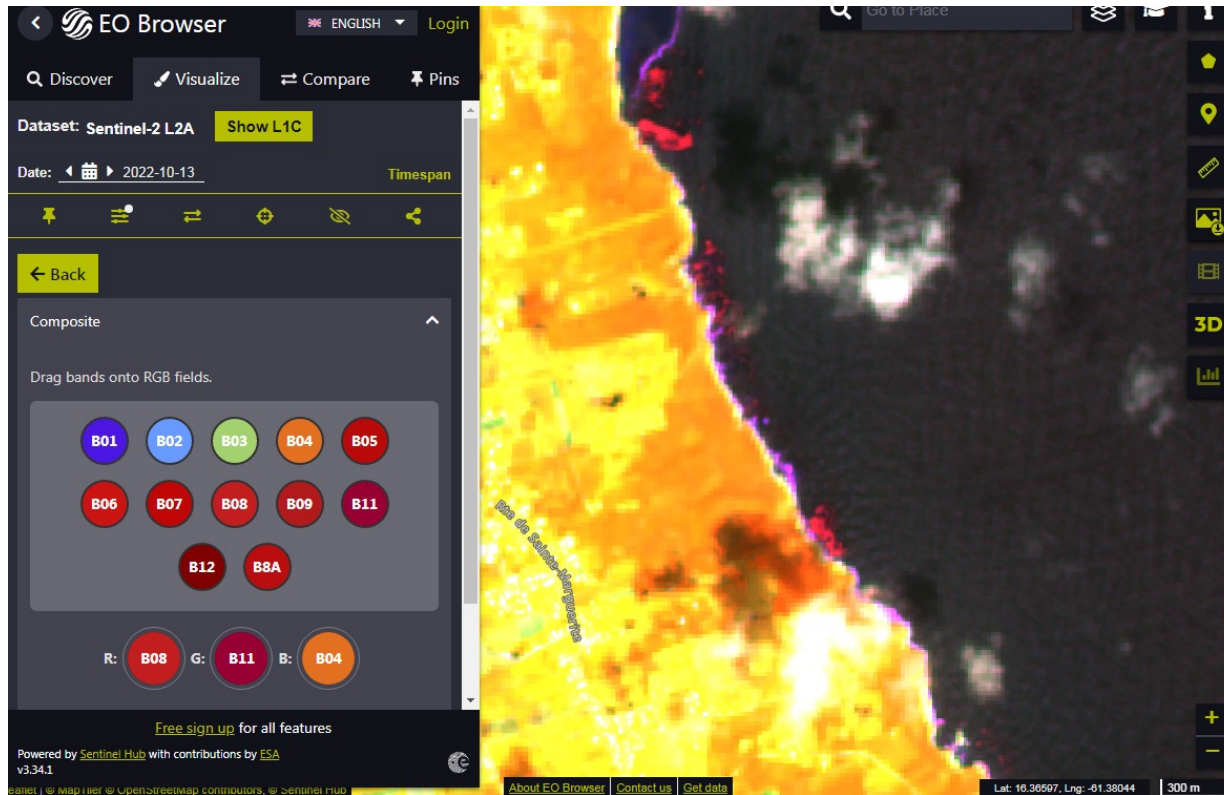 EO Browser
ENGLISH
Login
Discover
Visualize
Compare
Pins
Dataset: Sentinel-2 L2A
Show L1C
Date: 2022-10-13
Timespan
Back
Composite
Drag bands onto RGB fields.
B01 B02 B03 B04 B05
B06 B07 B08 B09 B11
B12 B8A
R: B08 G: B11 B: B04
Free sign up for all features
Powered by Sentinel Hub with contributions by ESA
v3.34.1
eaflet | © MapTiler © OpenStreetMap contributors, © Sentinel Hub
Go to Place
3D
Rte de Sainte-Marguerite
About EO Browser
Contact us
Get data
Lat: 16.36597, Lng: -61.38044
300 m